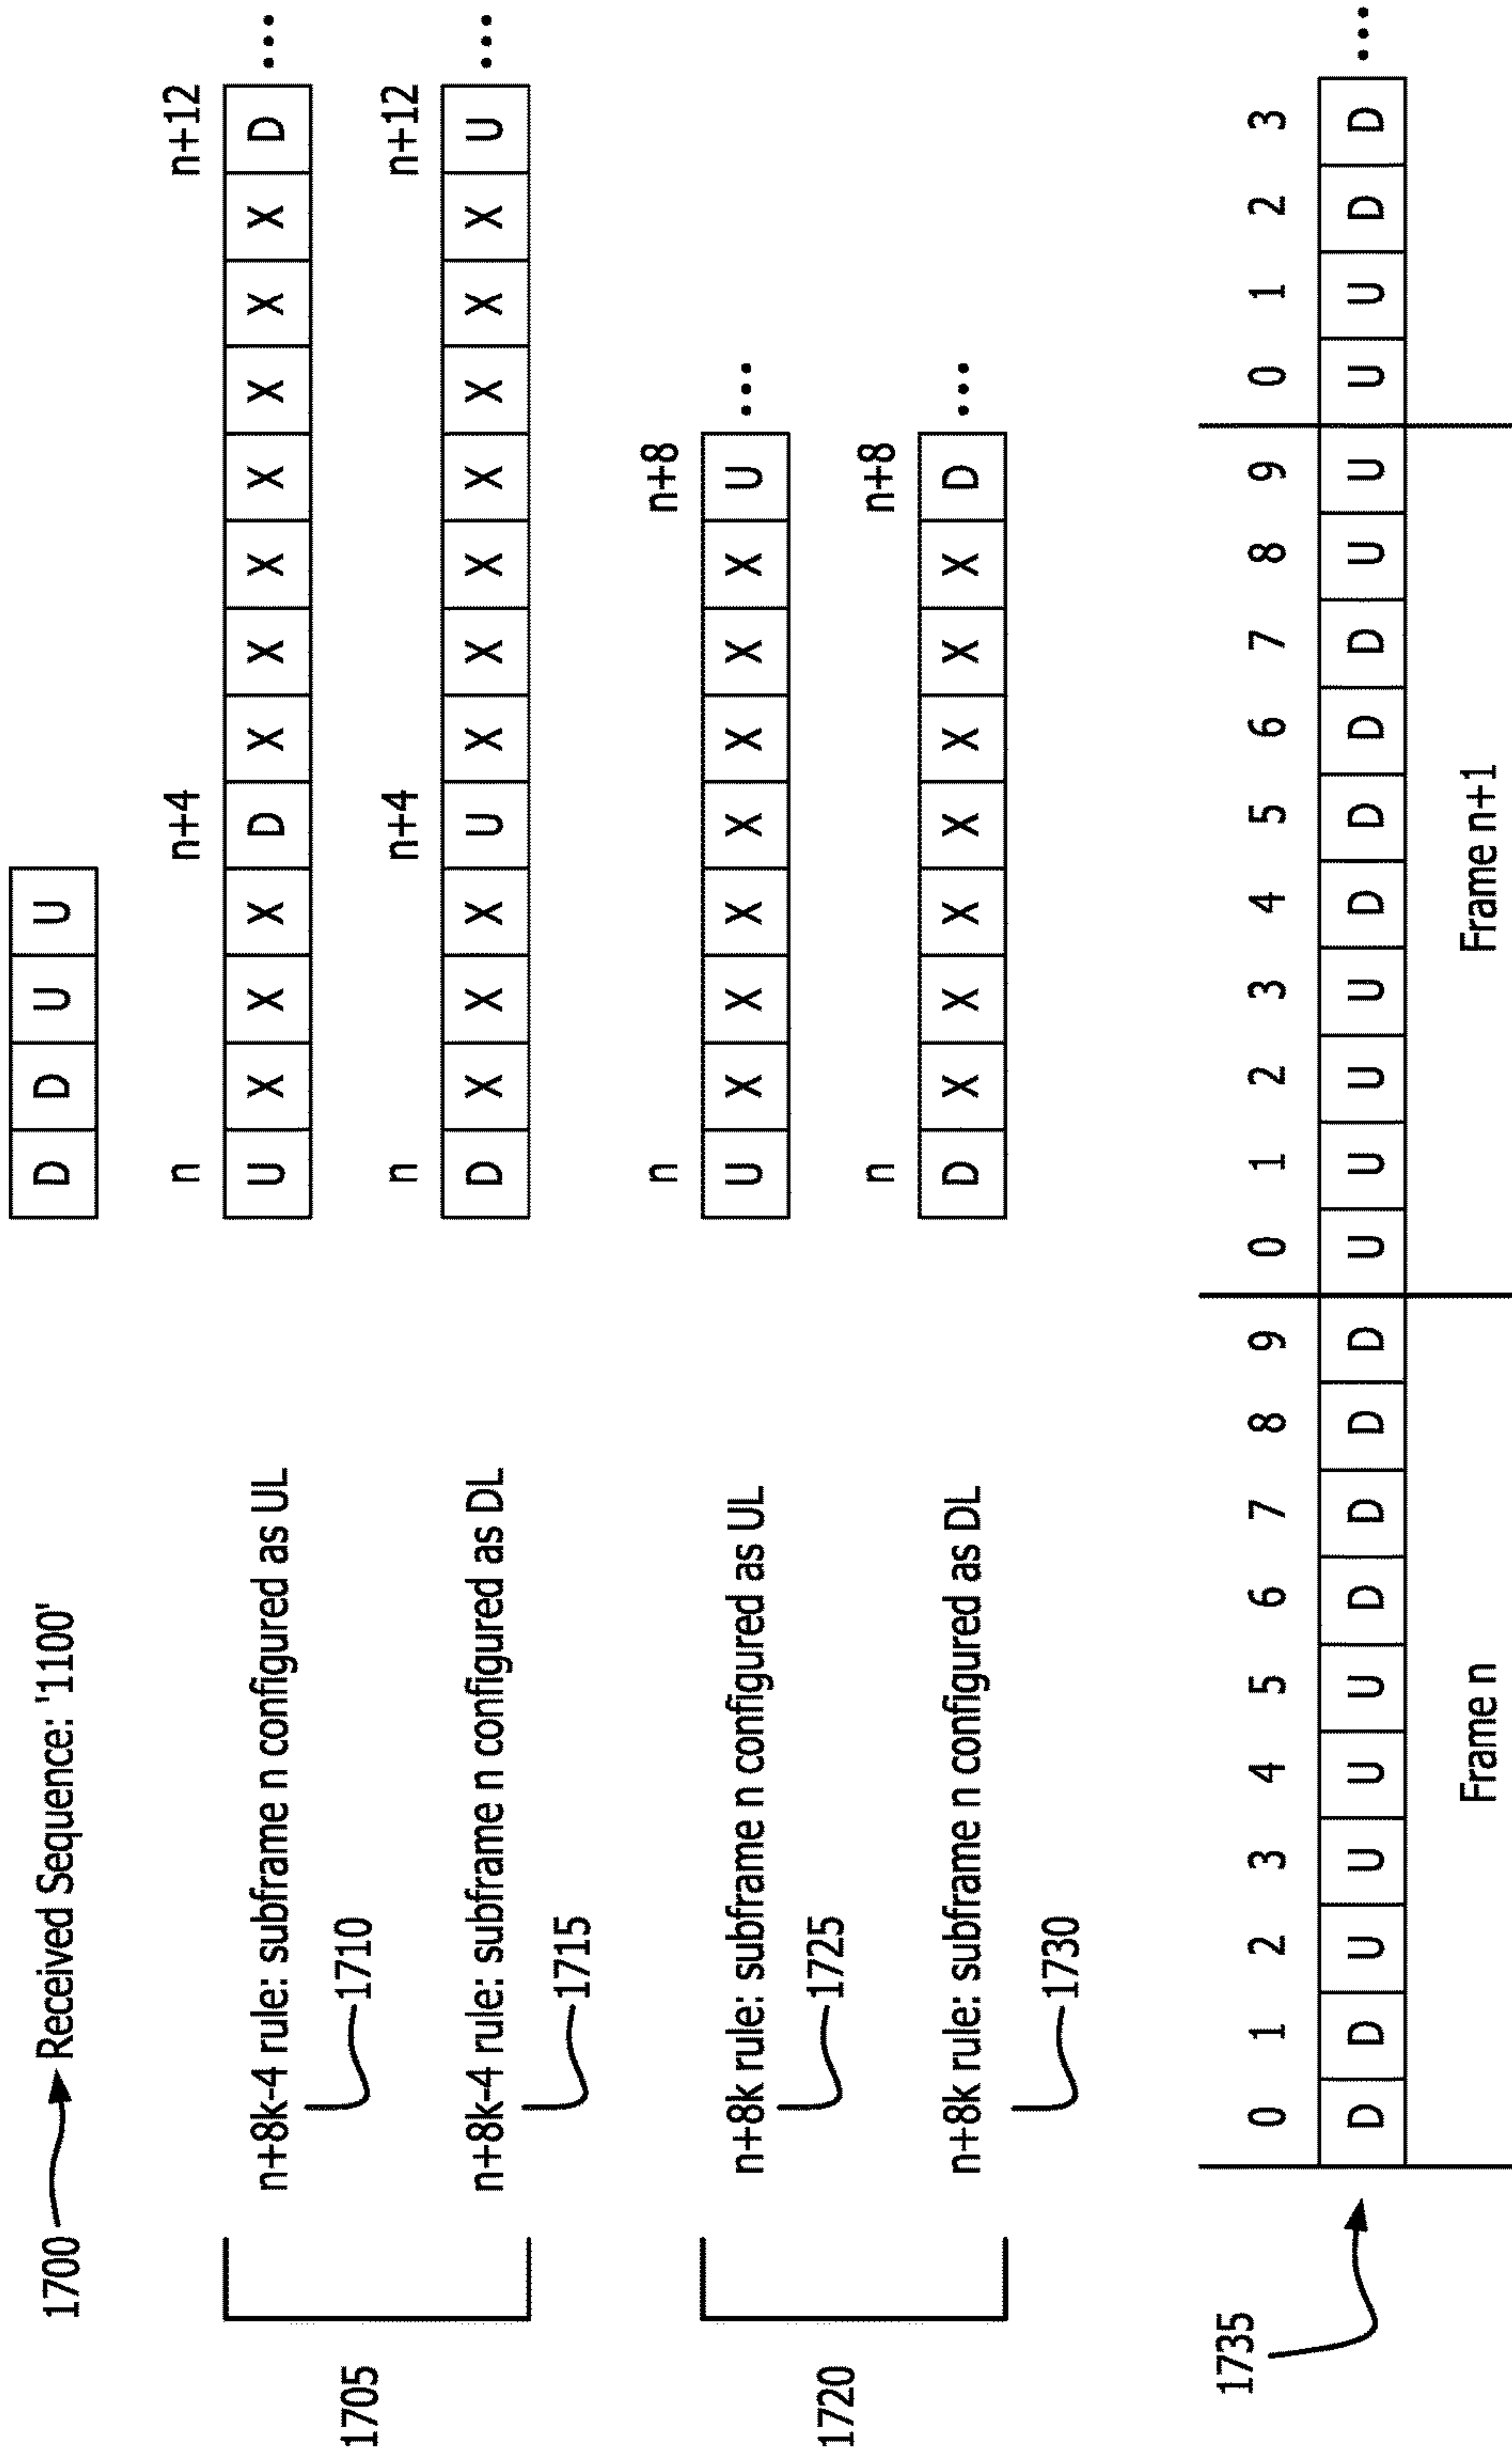 1700 Received Sequence: '1100'
D D U U
n n+4 n+12
n+8k-4 rule: subframe n configured as UL
U X X X D X X X X X X X D ...
1710
n n+4 n+12
n+8k-4 rule: subframe n configured as DL
D X X X U X X X X X X X U ...
1715
1705
n n+8
n+8k rule: subframe n configured as UL
U X X X X X X X U ...
1725
n n+8
n+8k rule: subframe n configured as DL
D X X X X X X X D ...
1730
1720
1735
0 1 2 3 4 5 6 7 8 9 0 1 2 3 4 5 6 7 8 9 0 1 2 3
D D U U U U D D D D U U U U D D D D U U U U D D ...
Frame n Frame n+1